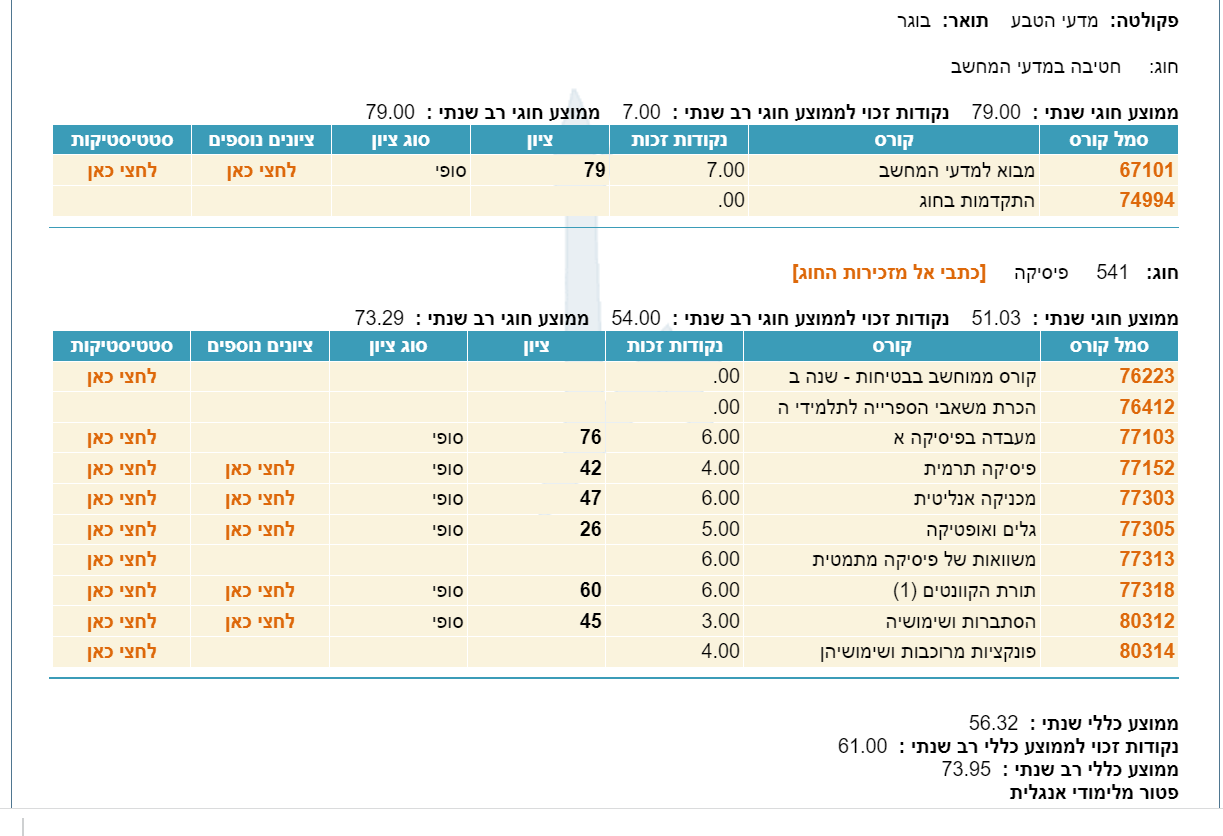 פקולטה: מדעי הטבע תואר: בוגר
חוג: חטיבה במדעי המחשב
ממוצע חוגי שנתי : 79.00 נקודות זכוי לממוצע חוגי רב שנתי : 7.00 ממוצע חוגי רב שנתי : 79.00
סמל קורס קורס נקודות זכות ציון סוג ציון ציונים נוספים סטטיסטיקות
67101 מבוא למדעי המחשב 7.00 79 סופי לחצי כאן לחצי כאן
74994 התקדמות בחוג .00
חוג: 541 פיסיקה [כתבי אל מזכירות החוג]
ממוצע חוגי שנתי : 51.03 נקודות זכוי לממוצע חוגי רב שנתי : 54.00 ממוצע חוגי רב שנתי : 73.29
סמל קורס קורס נקודות זכות ציון סוג ציון ציונים נוספים סטטיסטיקות
76223 קורס ממוחשב בבטיחות - שנה ב .00 לחצי כאן
76412 הכרת משאבי הספרייה לתלמידי ה .00
77103 מעבדה בפיסיקה א 6.00 76 סופי לחצי כאן
77152 פיסיקה תרמית 4.00 42 סופי לחצי כאן לחצי כאן
77303 מכניקה אנליטית 6.00 47 סופי לחצי כאן לחצי כאן
77305 גלים ואופטיקה 5.00 26 סופי לחצי כאן לחצי כאן
77313 משוואות של פיסיקה מתמטית 6.00 לחצי כאן
77318 תורת הקוונטים (1) 6.00 60 סופי לחצי כאן לחצי כאן
80312 הסתברות ושימושיה 3.00 45 סופי לחצי כאן לחצי כאן
80314 פונקציות מרוכבות ושימושיהן 4.00 לחצי כאן
ממוצע כללי שנתי : 56.32
נקודות זכוי לממוצע כללי רב שנתי : 61.00
ממוצע כללי רב שנתי : 73.95
פטור מלימודי אנגלית